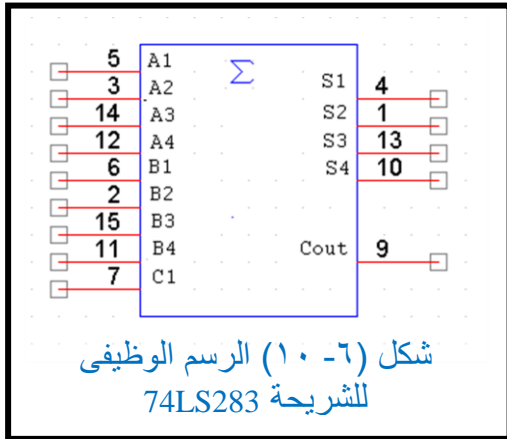 5 A1 Σ S1 4
3 A2 S2 1
14 A3 S3 13
12 A4 S4 10
6 B1
2 B2
15 B3
11 B4 Cout 9
7 C1
شكل (٦- ١٠) الرسم الوظيفى
للشريحة 74LS283